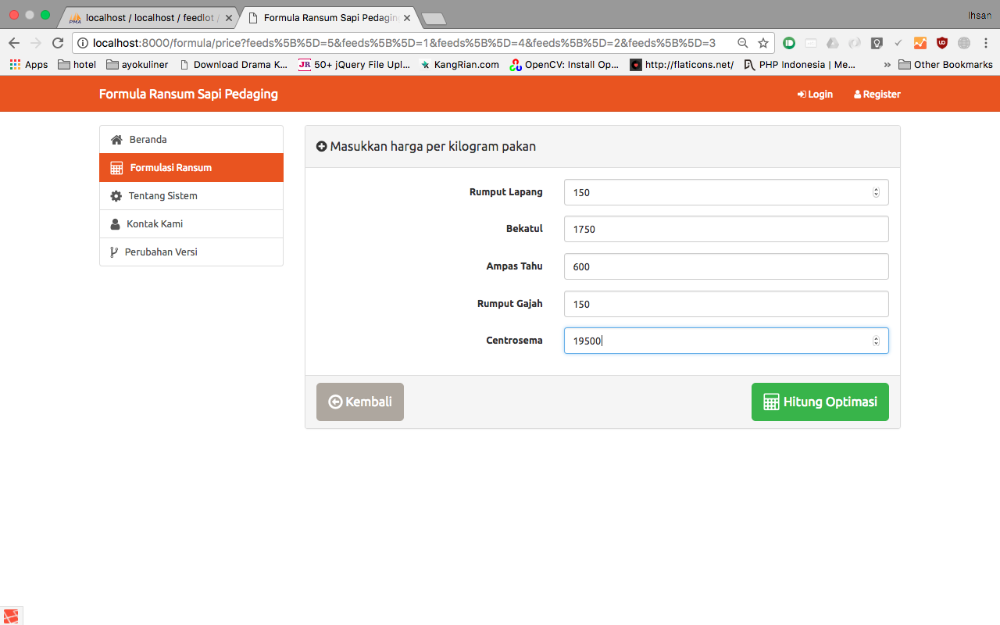 localhost / localhost / feedlot /
Formula Ransum Sapi Pedaging
Ihsan
localhost:8000/formula/price?feeds%5B%5D=5&feeds%5B%5D=1&feeds%5B%5D=4&feeds%5B%5D=2&feeds%5B%5D=3
Apps hotel ayokuliner Download Drama K... 50+ jQuery File Upl... KangRian.com OpenCV: Install Op... http://flaticons.net/ PHP Indonesia | Me... » Other Bookmarks
Formula Ransum Sapi Pedaging
Login Register
Beranda
Formulasi Ransum
Tentang Sistem
Kontak Kami
Perubahan Versi
Masukkan harga per kilogram pakan
Rumput Lapang 150
Bekatul 1750
Ampas Tahu 600
Rumput Gajah 150
Centrosema 19500
Kembali
Hitung Optimasi